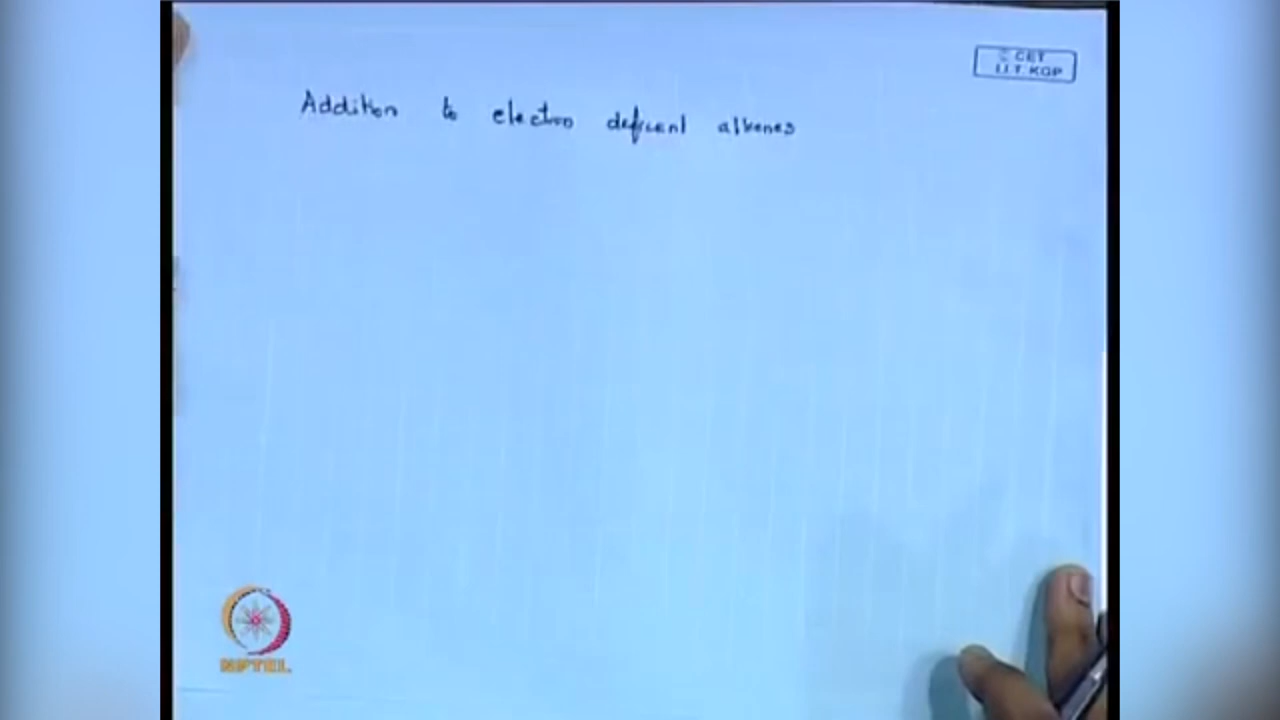 © CET
I.I.T. KGP
Addition to electron deficient alkenes
NPTEL